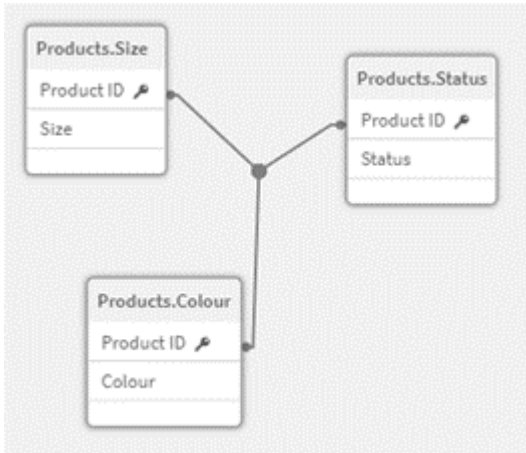 Products.Size
Product ID
Size
Products.Status
Product ID
Status
Products.Colour
Product ID
Colour